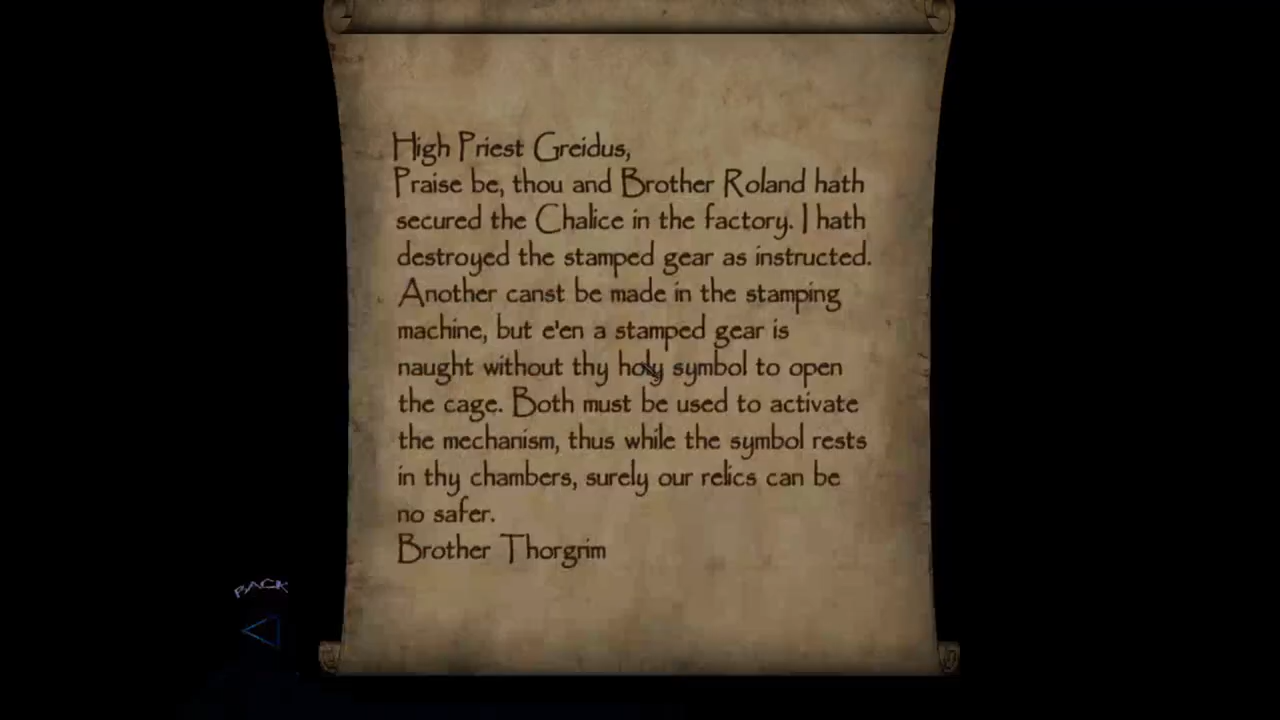 High Priest Greidus,
Praise be, thou and Brother Roland hath
secured the Chalice in the factory. I hath
destroyed the stamped gear as instructed.
Another canst be made in the stamping
machine, but e'en a stamped gear is
naught without thy holy symbol to open
the cage. Both must be used to activate
the mechanism, thus while the symbol rests
in thy chambers, surely our relics can be
no safer.
Brother Thorgrim
BACK